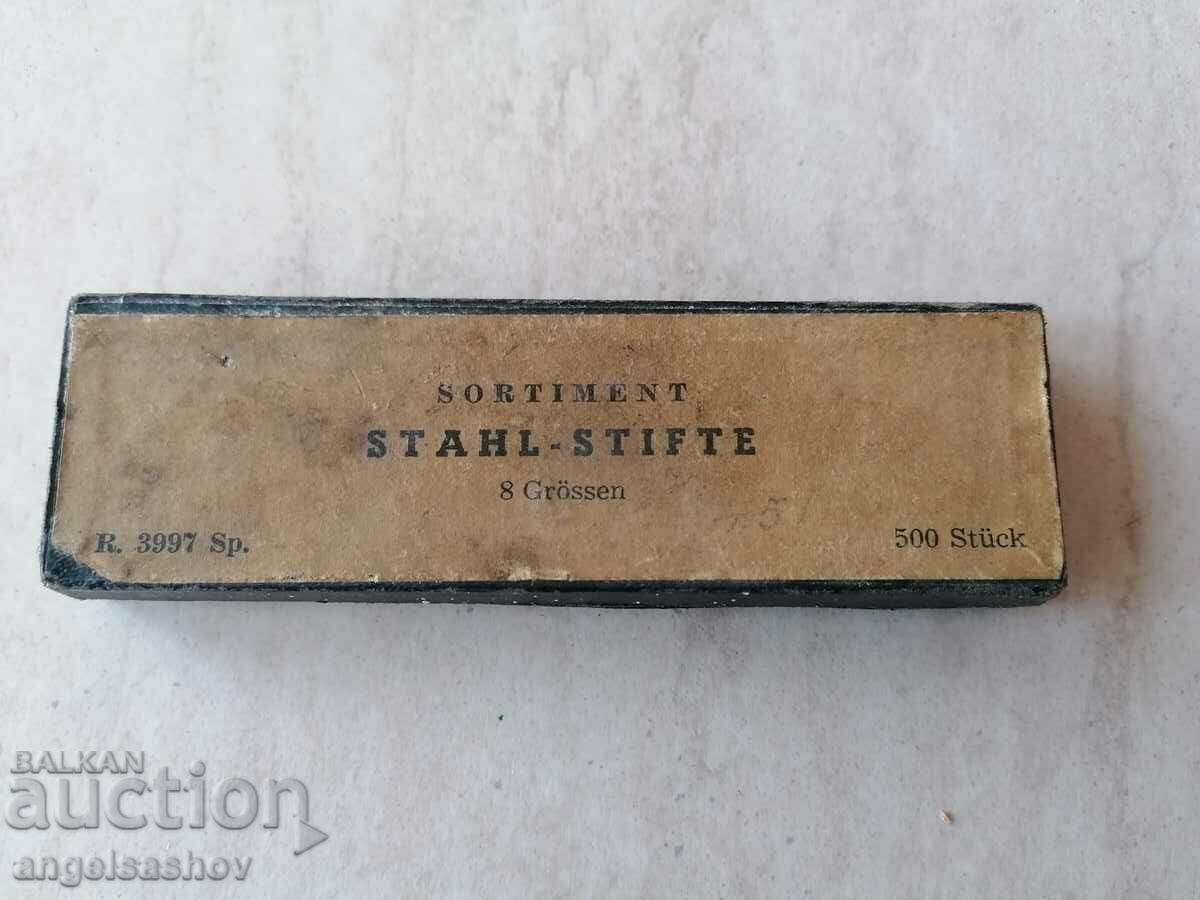 SORTIMENT
STAHL-STIFTE
8 Grössen
R. 3997 Sp.
500 Stück
BALKAN
auction
angelsashov